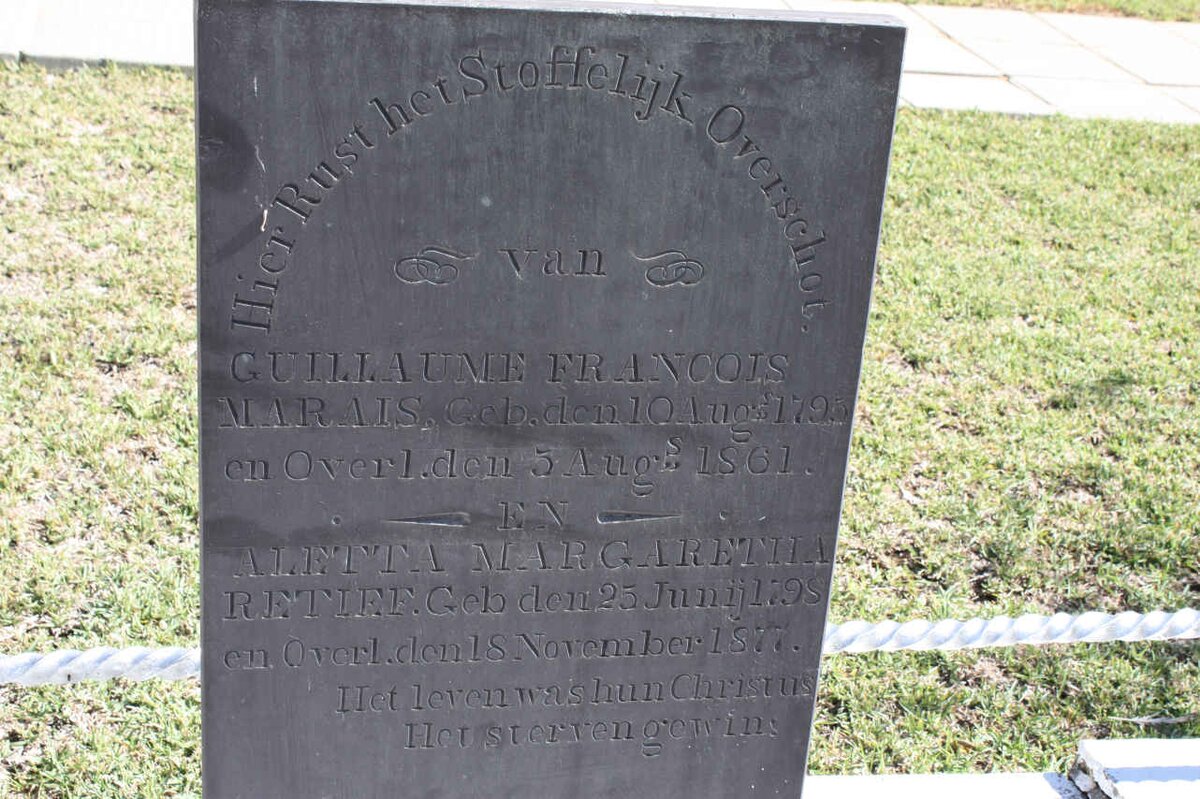 Hier Rust het Stoffelijk Overschot.
van
GUILLAUME FRANCOIS
MARAIS, Geb. den 10 Augs 1795
en Overl. den 5 Augs 1861.
EN
ALETTA MARGARETHA
RETIEF. Geb den 25 Junij 1798
en Overl. den 18 November 1877.
Het leven was hun Christus
Het sterven gewin;